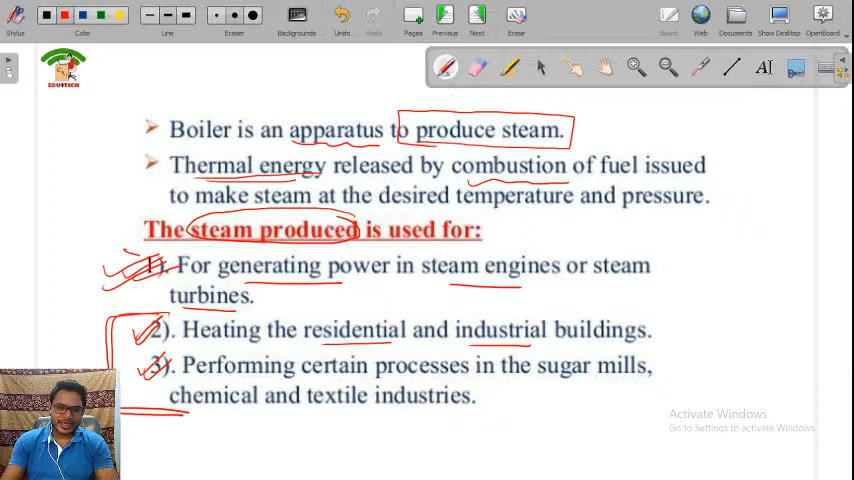 Stylus
Color
Line
Eraser
Backgrounds
Undo
Redo
Pages
Previous
Next
Erase
Board
Web
Documents
Show Desktop
OpenBoard
EDU4TECH
Boiler is an apparatus to produce steam.
Thermal energy released by combustion of fuel issued
to make steam at the desired temperature and pressure.
The steam produced is used for:
1). For generating power in steam engines or steam
turbines.
2). Heating the residential and industrial buildings.
3). Performing certain processes in the sugar mills,
chemical and textile industries.
Activate Windows
Go to Settings to activate Windows.